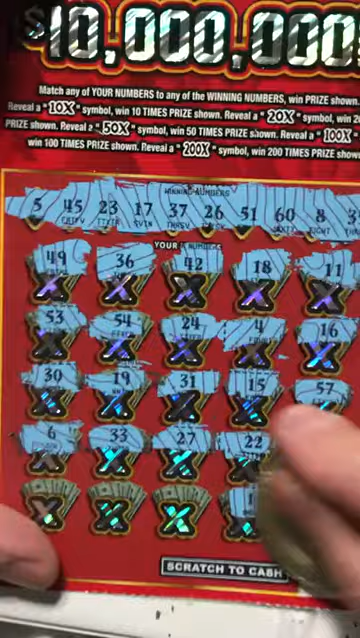 $10,000,000
Match any of YOUR NUMBERS to any of the WINNING NUMBERS, win PRIZE
Reveal a "10X" symbol, win 10 TIMES PRIZE shown. Reveal a "20X" symbol, win
PRIZE shown. Reveal a "50X" symbol, win 50 TIMES PRIZE shown. Reveal a "100X"
win 100 TIMES PRIZE shown. Reveal a "200X" symbol, win 200 TIMES PRIZE
WINNING NUMBERS
5 45 23 17 37 26 51 60 8
YOUR NUMBERS
49 36 42 18 11
X X X X X
53 54 24 4 16
X X X X X
30 19 31 15 57
X X X X
6 33 27 22
X X X X
X X X X
SCRATCH TO CASH